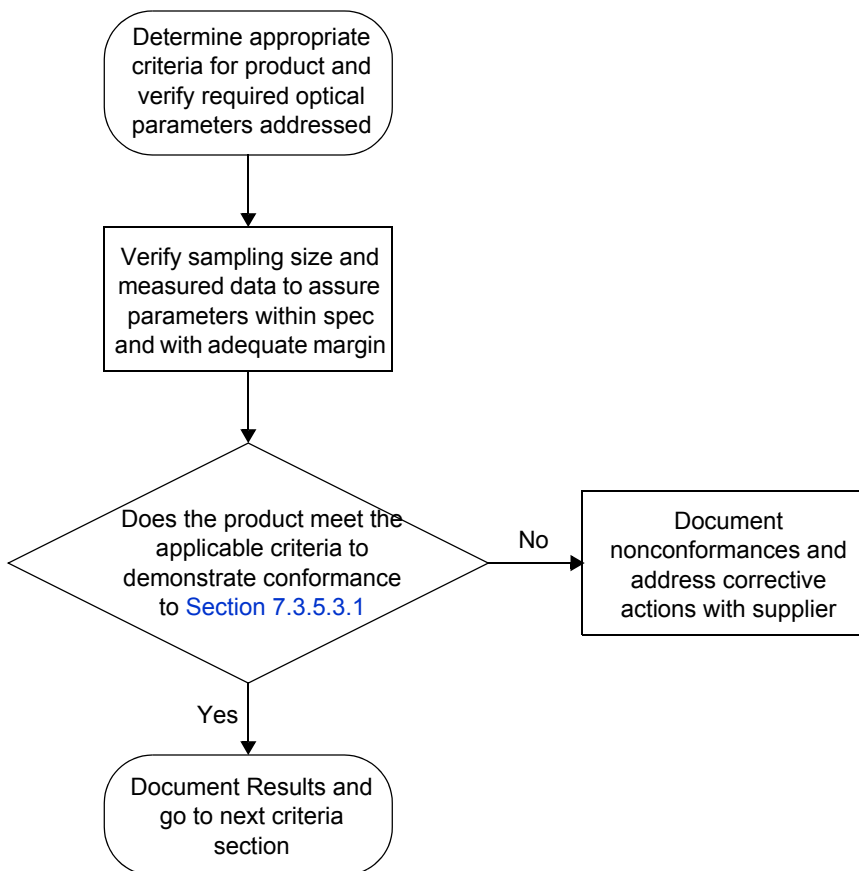 Determine appropriate
criteria for product and
verify required optical
parameters addressed
Verify sampling size and
measured data to assure
parameters within spec
and with adequate margin
Does the product meet the
applicable criteria to
demonstrate conformance
to Section 7.3.5.3.1
No
Document
nonconformances and
address corrective
actions with supplier
Yes
Document Results and
go to next criteria
section